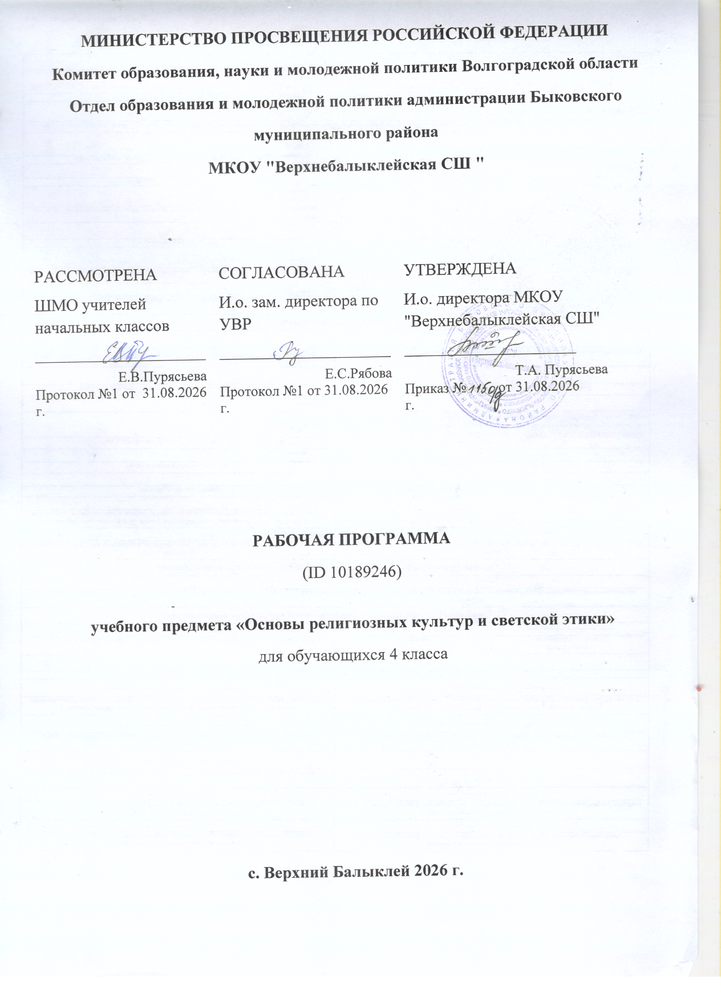 МИНИСТЕРСТВО ПРОСВЕЩЕНИЯ РОССИЙСКОЙ ФЕДЕРАЦИИ
Комитет образования, науки и молодежной политики Волгоградской области
Отдел образования и молодежной политики администрации Быковского
муниципального района
МКОУ "Верхнебалыклейская СШ "
РАССМОТРЕНА
ШМО учителей
начальных классов
Е.В.Пурясьева
Протокол №1 от 31.08.2026
г.
СОГЛАСОВАНА
И.о. зам. директора по
УВР
Е.С.Рябова
Протокол №1 от 31.08.2026
г.
УТВЕРЖДЕНА
И.о. директора МКОУ
"Верхнебалыклейская СШ"
Т.А. Пурясьева
Приказ № от 31.08.2026
г.
РАБОЧАЯ ПРОГРАММА
(ID 10189246)
учебного предмета «Основы религиозных культур и светской этики»
для обучающихся 4 класса
с. Верхний Балыклей 2026 г.